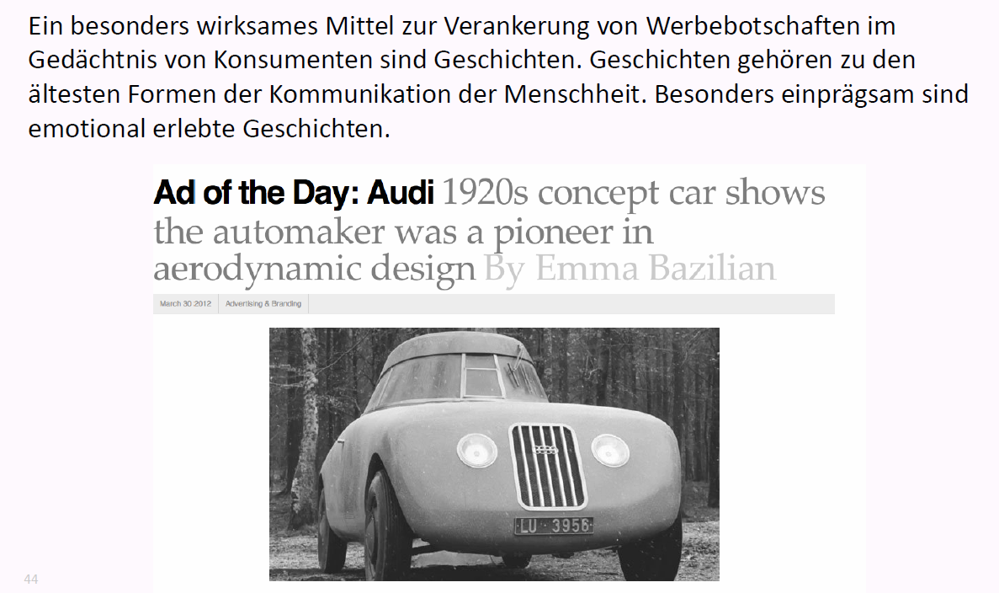 Ein besonders wirksames Mittel zur Verankerung von Werbebotschaften im
Gedächtnis von Konsumenten sind Geschichten. Geschichten gehören zu den
ältesten Formen der Kommunikation der Menschheit. Besonders einprägsam sind
emotional erlebte Geschichten.
Ad of the Day: Audi 1920s concept car shows
the automaker was a pioneer in
aerodynamic design By Emma Bazilian
March 30 2012 Advertising & Branding
LU · 3956
44